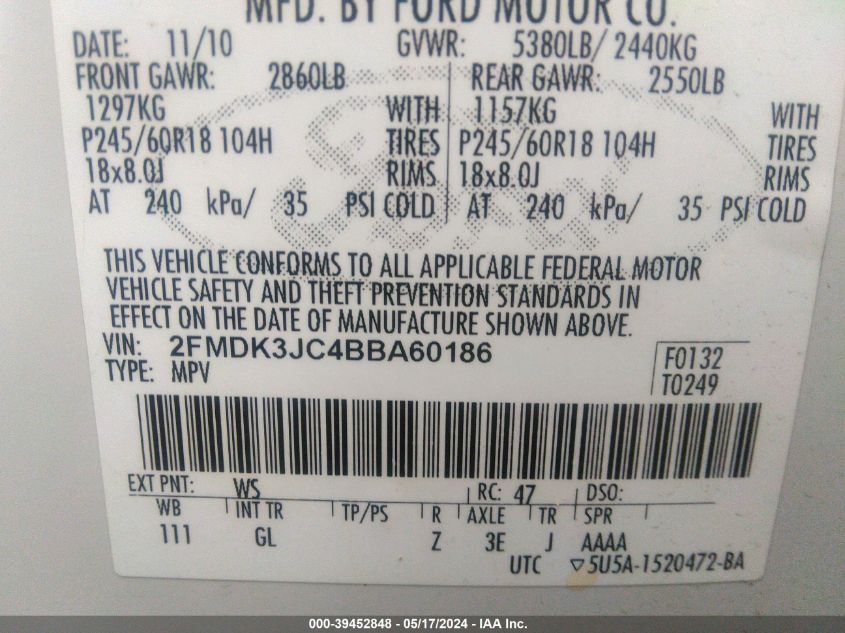 MFD. BY FORD MOTOR CO.
DATE: 11/10 GVWR: 5380LB/ 2440KG
FRONT GAWR: 2860LB REAR GAWR: 2550LB
1297KG WITH 1157KG WITH
P245/60R18 104H TIRES P245/60R18 104H TIRES
18x8.0J RIMS 18x8.0J RIMS
AT 240 kPa/ 35 PSI COLD AT 240 kPa/ 35 PSI COLD
THIS VEHICLE CONFORMS TO ALL APPLICABLE FEDERAL MOTOR
VEHICLE SAFETY AND THEFT PREVENTION STANDARDS IN
EFFECT ON THE DATE OF MANUFACTURE SHOWN ABOVE.
VIN: 2FMDK3JC4BBA60186 F0132
TYPE: MPV T0249
EXT PNT: WS RC: 47 DSO:
WB INT TR TP/PS R AXLE TR SPR
111 GL Z 3E J AAAA
UTC ▽5U5A-1520472-BA
000-39452848 - 05/17/2024 - IAA Inc.